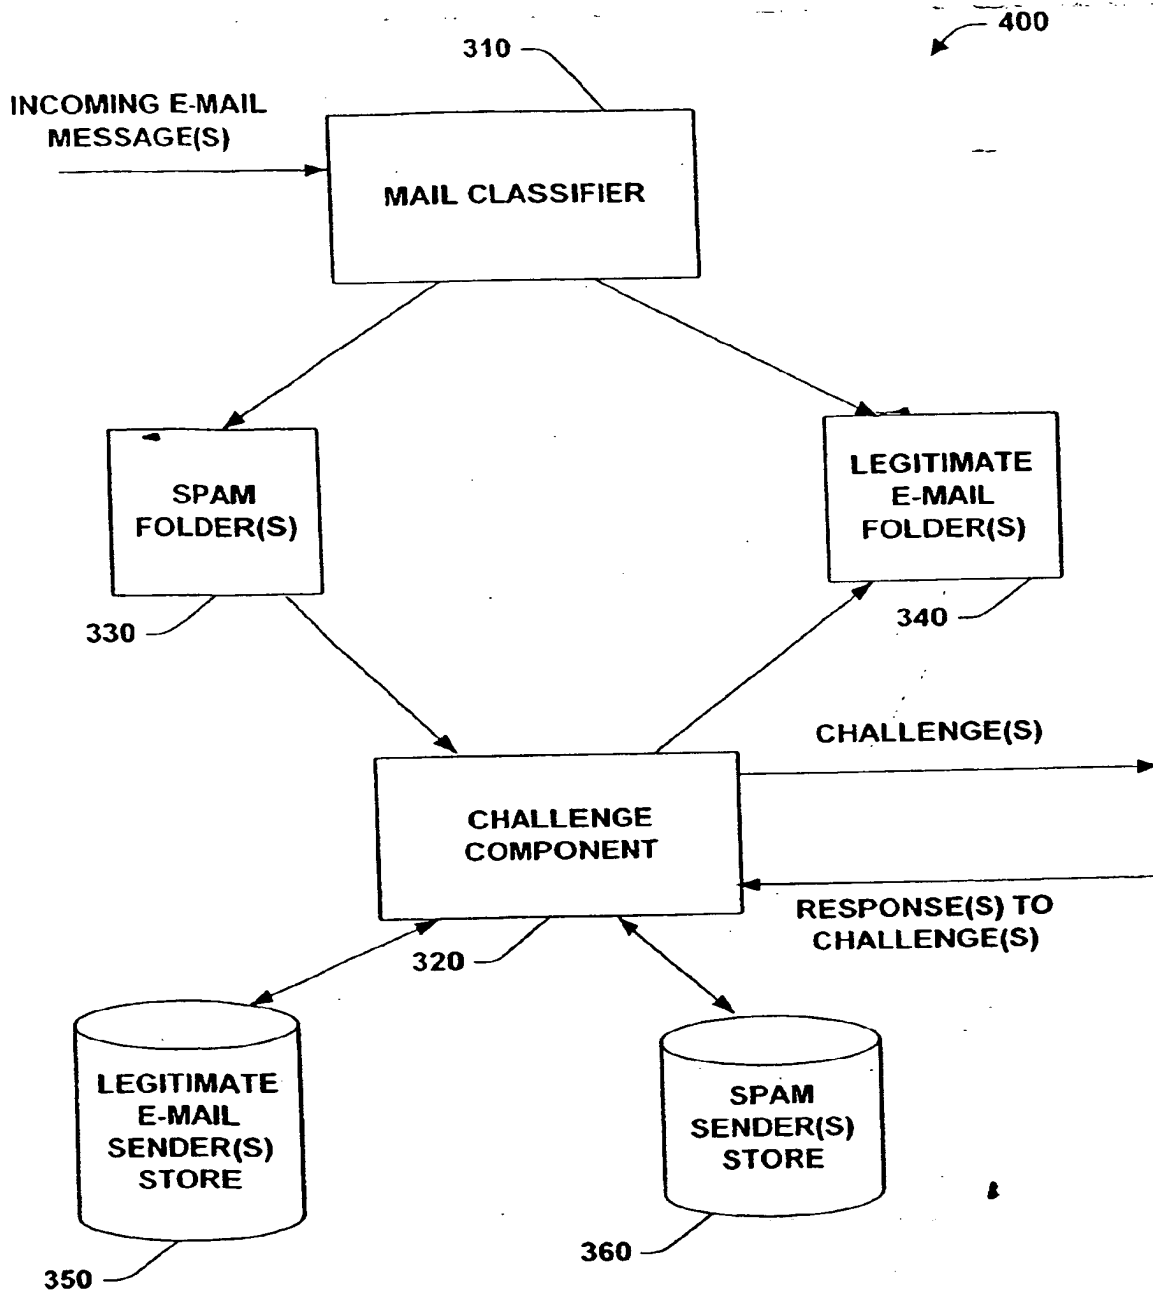 400
310
INCOMING E-MAIL
MESSAGE(S)
MAIL CLASSIFIER
SPAM
FOLDER(S)
LEGITIMATE
E-MAIL
FOLDER(S)
330
340
CHALLENGE(S)
CHALLENGE
COMPONENT
RESPONSE(S) TO
CHALLENGE(S)
320
LEGITIMATE
E-MAIL
SENDER(S)
STORE
SPAM
SENDER(S)
STORE
350
360